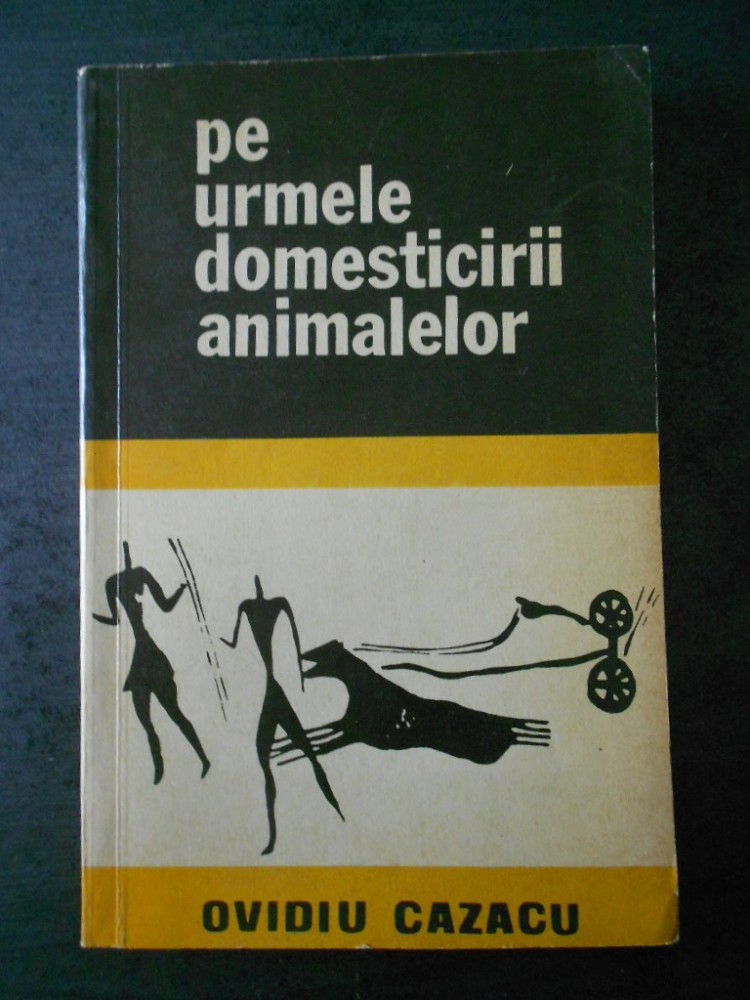 pe
urmele
domesticirii
animalelor
OVIDIU CAZACU